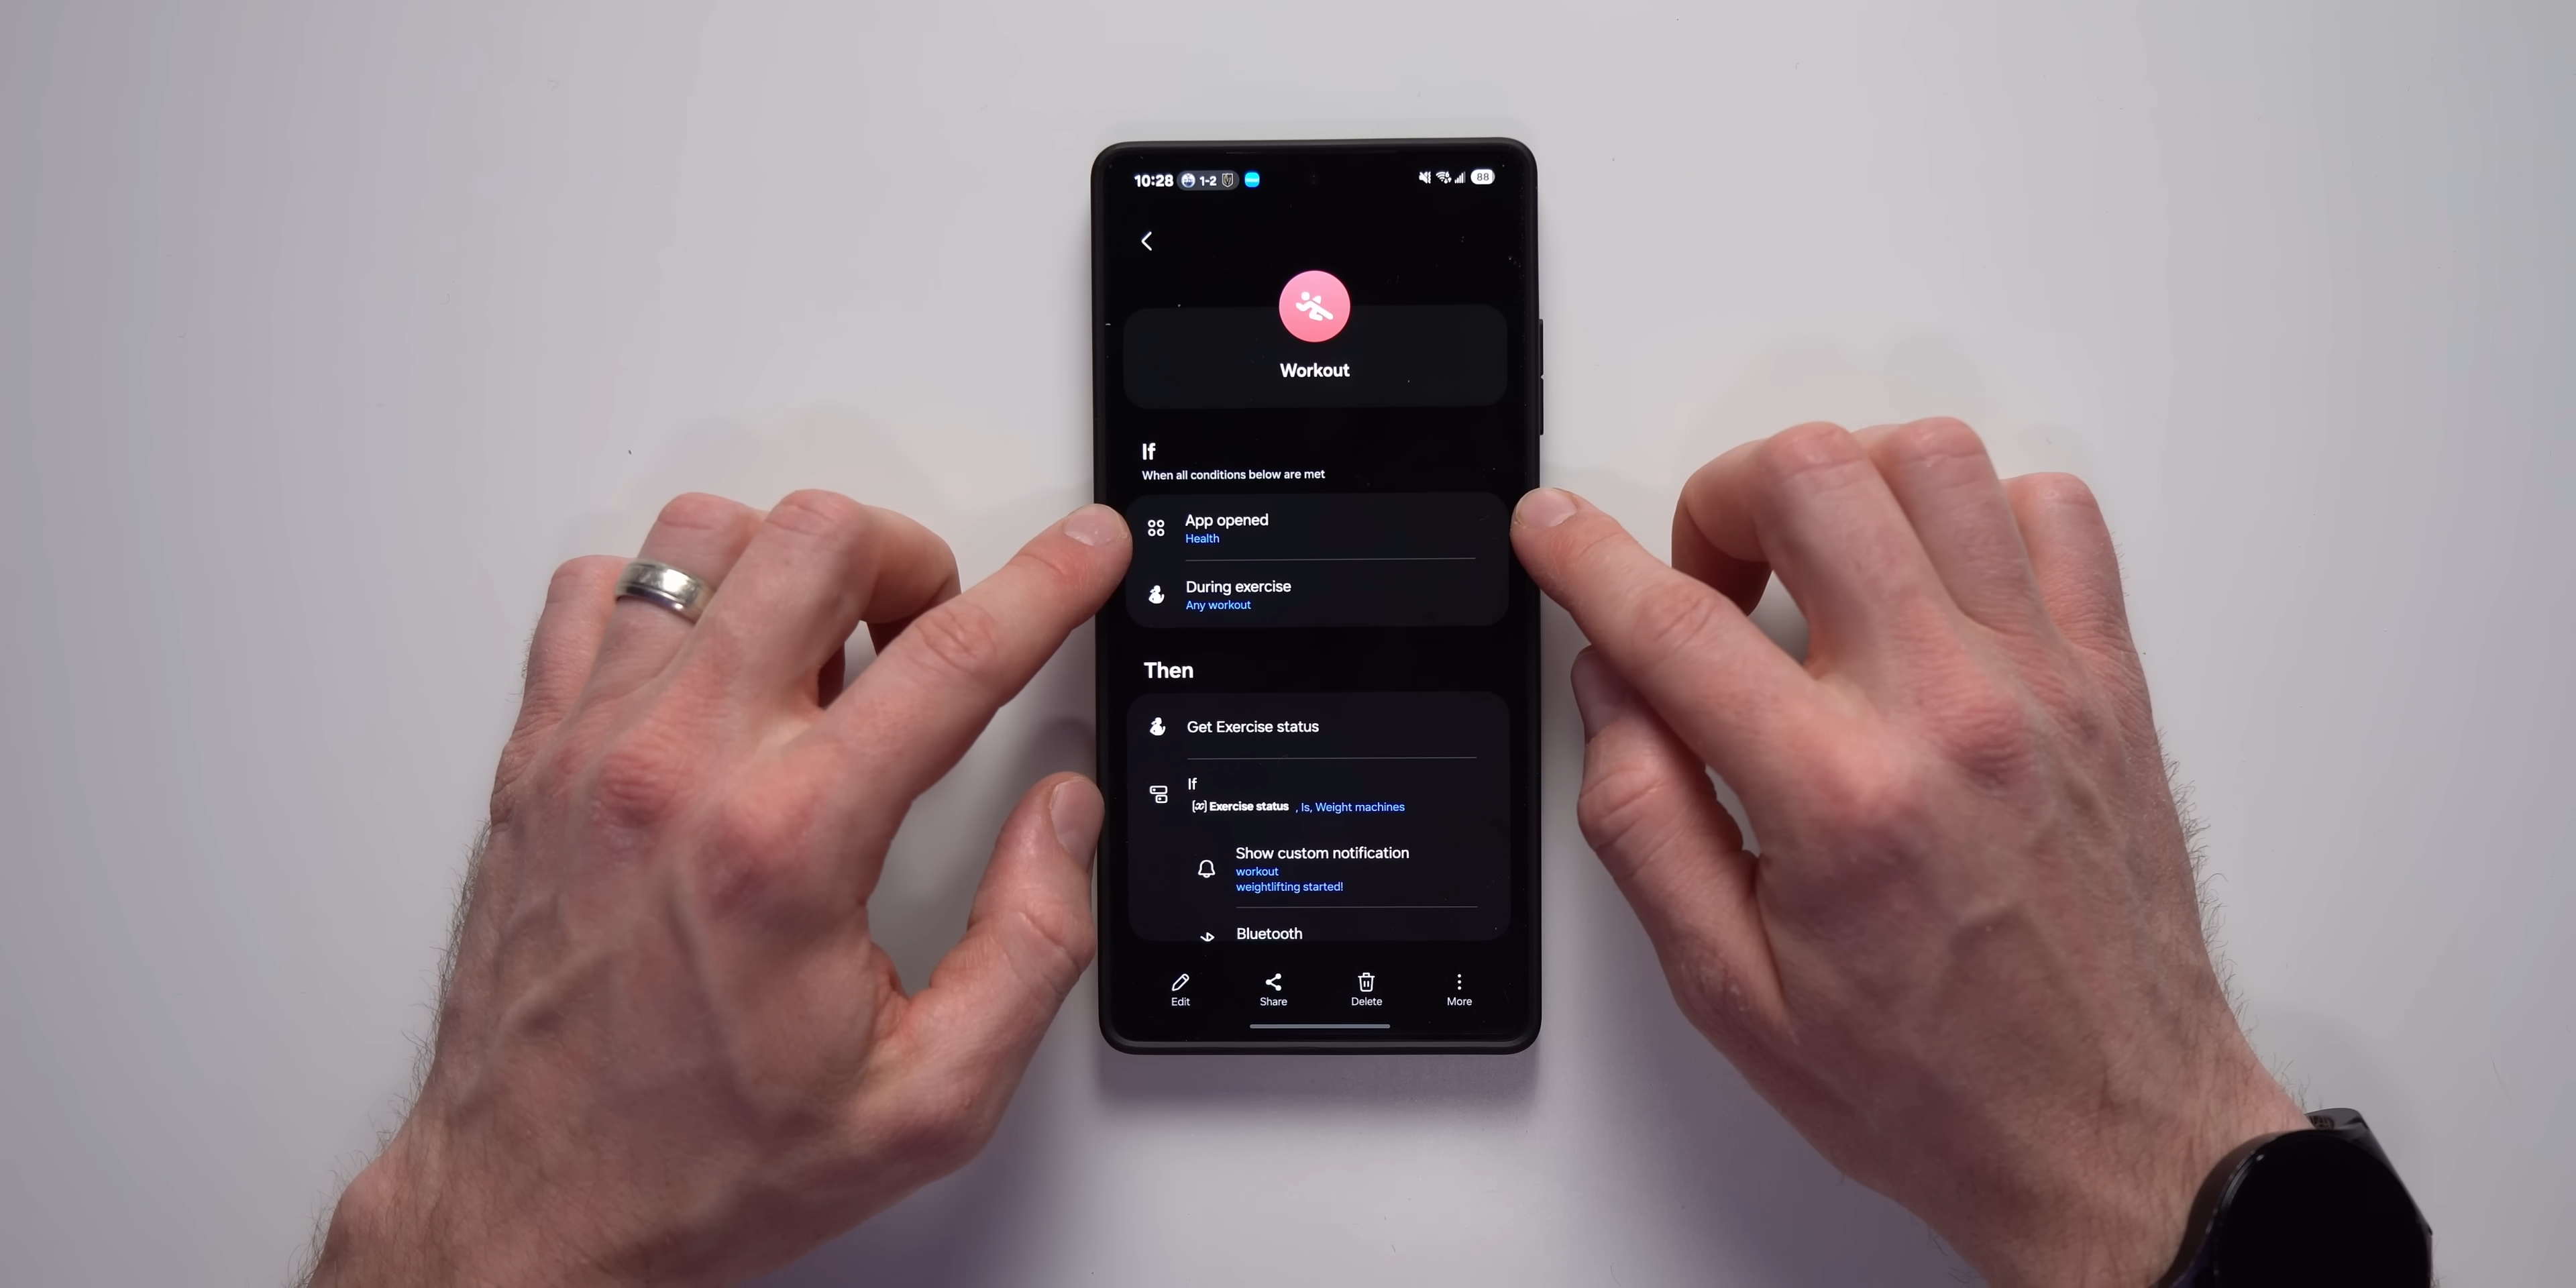 10:28 1-2 88
Workout
If
When all conditions below are met
App opened
Health
During exercise
Any workout
Then
Get Exercise status
If
[x] Exercise status , Is, Weight machines
Show custom notification
workout
weightlifting started!
Bluetooth
Edit Share Delete More